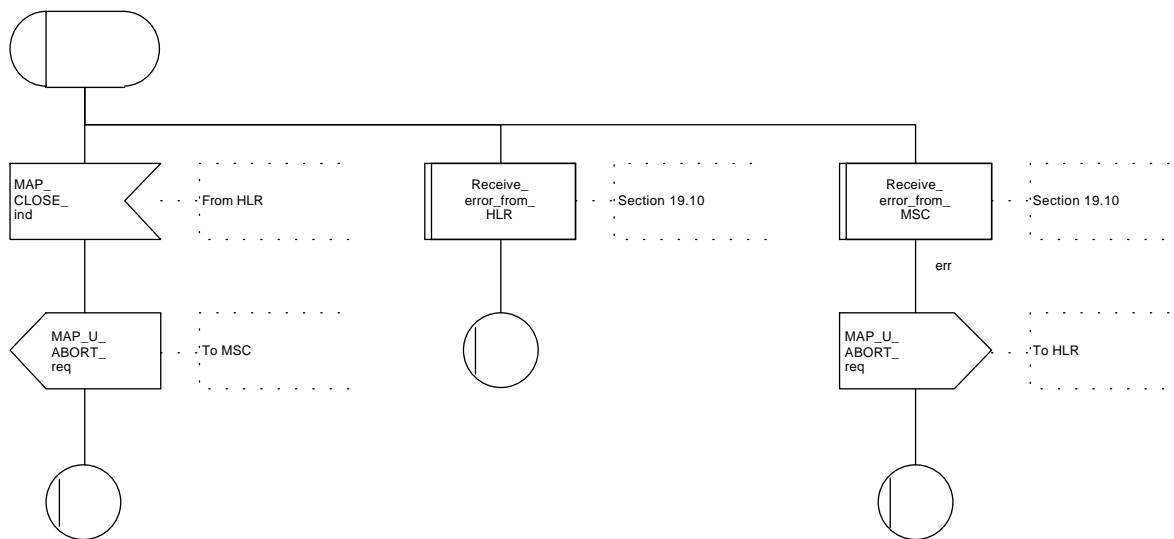 MAP_
CLOSE_
ind
From HLR
Receive_
error_from_
HLR
Section 19.10
Receive_
error_from_
MSC
Section 19.10
err
MAP_U_
ABORT_
req
To MSC
MAP_U_
ABORT_
req
To HLR